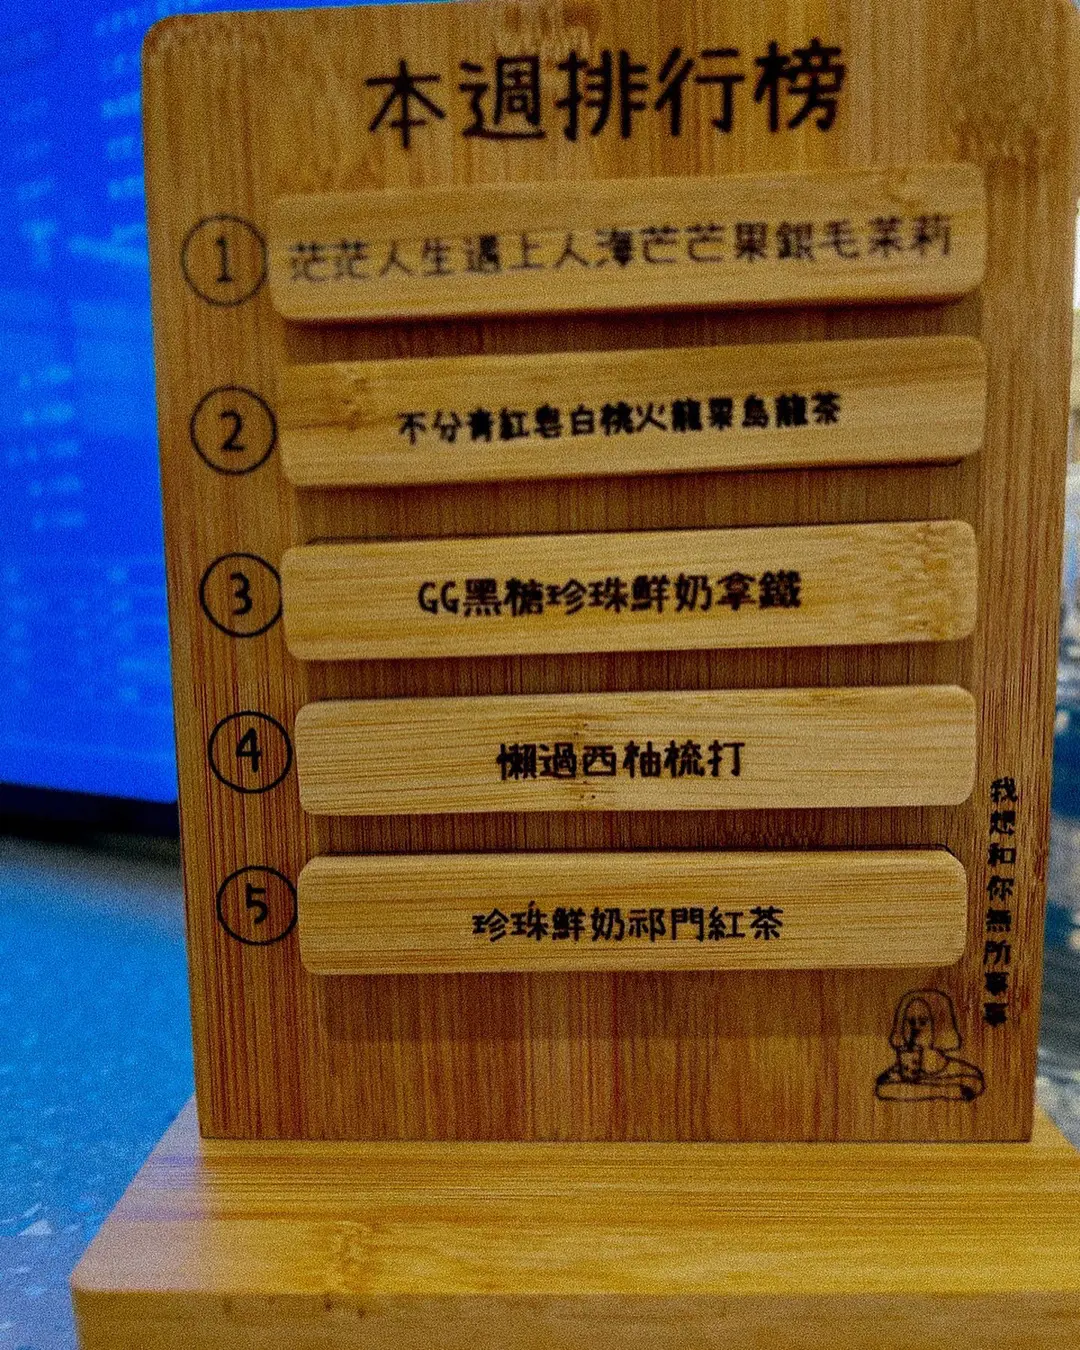 本週排行榜
1 茫茫人生遇上人海芒芒果銀毛茉莉
2 不分青紅皂白桃火龍果烏龍茶
3 GG黑糖珍珠鮮奶拿鐵
4 懶過西柚梳打
5 珍珠鮮奶祁門紅茶
我想和你無所事事